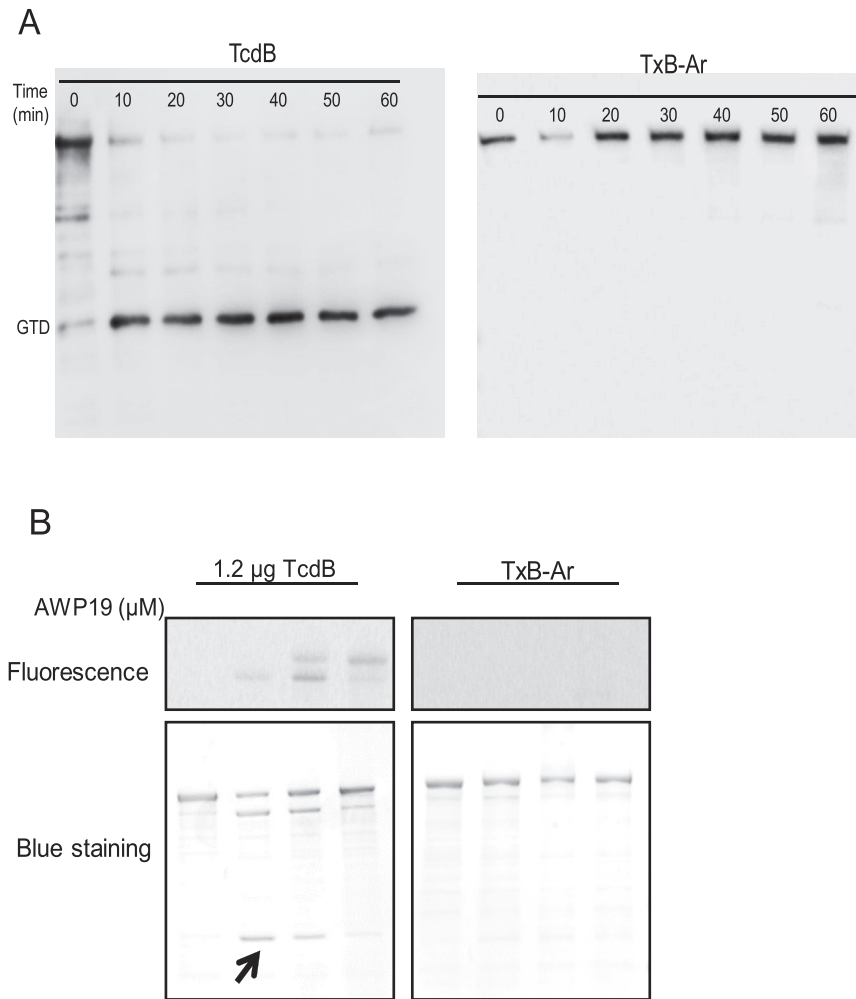 A
TcdB
TxB-Ar
Time (min)
0 10 20 30 40 50 60
0 10 20 30 40 50 60
GTD
B
1.2 µg TcdB
TxB-Ar
AWP19 (µM)
Fluorescence
Blue staining